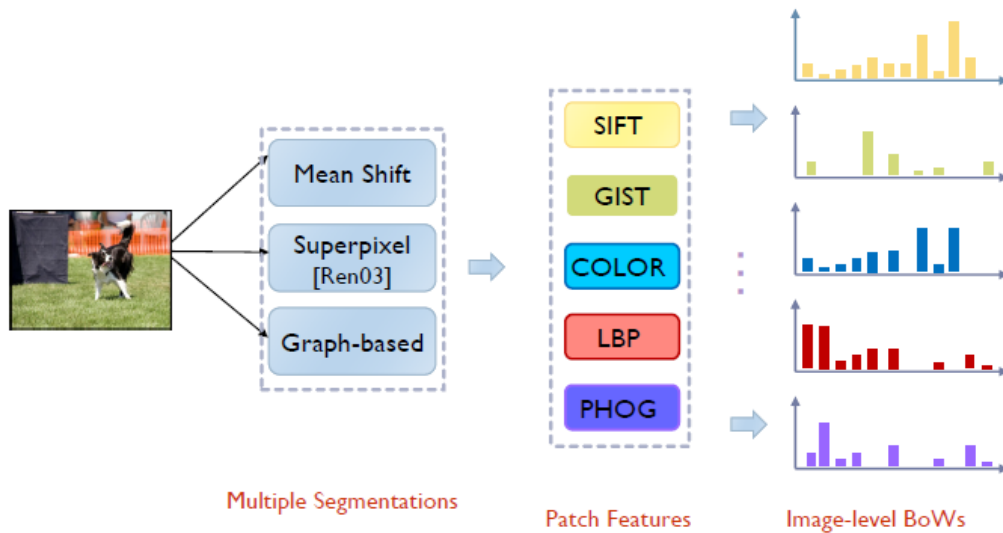 Mean Shift
Superpixel
[Ren03]
Graph-based
SIFT
GIST
COLOR
LBP
PHOG
Multiple Segmentations
Patch Features
Image-level BoWs